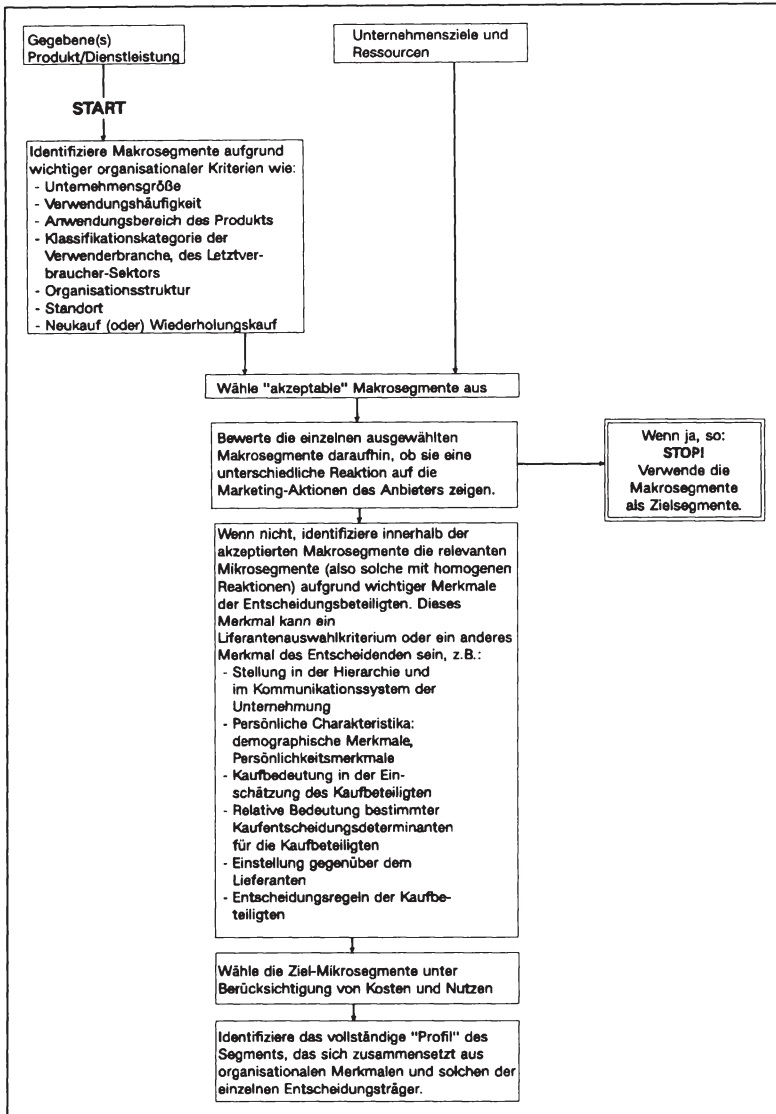 Gegebene(s)
Produkt/Dienstleistung
Unternehmensziele und
Ressourcen
START
Identifiziere Makrosegmente aufgrund
wichtiger organisationaler Kriterien wie:
- Unternehmensgröße
- Verwendungshäufigkeit
- Anwendungsbereich des Produkts
- Klassifikationskategorie der
Verwenderbranche, des Letztver-
braucher-Sektors
- Organisationsstruktur
- Standort
- Neukauf (oder) Wiederholungskauf
Wähle "akzeptable" Makrosegmente aus
Bewerte die einzelnen ausgewählten
Makrosegmente daraufhin, ob sie eine
unterschiedliche Reaktion auf die
Marketing-Aktionen des Anbieters zeigen.
Wenn ja, so:
STOP!
Verwende die
Makrosegmente
als Zielsegmente.
Wenn nicht, identifiziere innerhalb der
akzeptierten Makrosegmente die relevanten
Mikrosegmente (also solche mit homogenen
Reaktionen) aufgrund wichtiger Merkmale
der Entscheidungsbeteiligten. Dieses
Merkmal kann ein
Liferantenauswahlkriterium oder ein anderes
Merkmal des Entscheidenden sein, z.B.:
- Stellung in der Hierarchie und
im Kommunikationssystem der
Unternehmung
- Persönliche Charakteristika:
demographische Merkmale,
Persönlichkeitsmerkmale
- Kaufbedeutung in der Ein-
schätzung des Kaufbeteiligten
- Relative Bedeutung bestimmter
Kaufentscheidungsdeterminanten
für die Kaufbeteiligten
- Einstellung gegenüber dem
Lieferanten
- Entscheidungsregeln der Kaufbe-
teiligten
Wähle die Ziel-Mikrosegmente unter
Berücksichtigung von Kosten und Nutzen
Identifiziere das vollständige "Profil" des
Segments, das sich zusammensetzt aus
organisationalen Merkmalen und solchen der
einzelnen Entscheidungsträger.